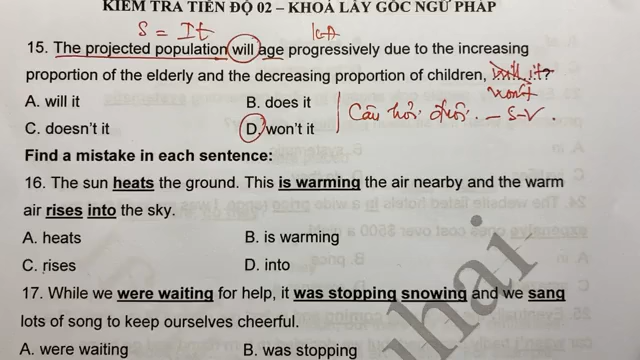 KIỂM TRA TIẾN ĐỘ 02 – KHOÁ LẤY GỐC NGỮ PHÁP
S = It
15. The projected population will age progressively due to the increasing
proportion of the elderly and the decreasing proportion of children, will it?
won't
A. will it B. does it
C. doesn't it D. won't it
Câu hỏi đuôi. – S-V.
Find a mistake in each sentence:
16. The sun heats the ground. This is warming the air nearby and the warm
air rises into the sky.
A. heats B. is warming
C. rises D. into
17. While we were waiting for help, it was stopping snowing and we sang
lots of song to keep ourselves cheerful.
A. were waiting B. was stopping